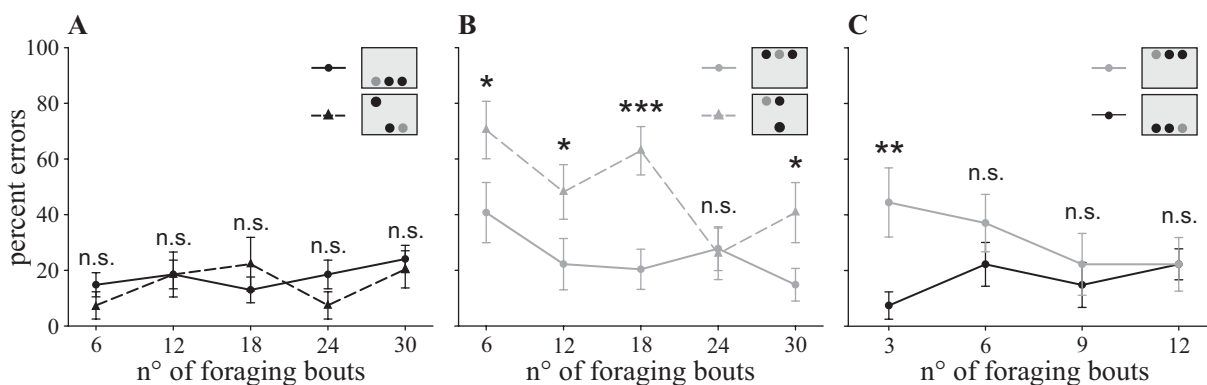 A
B
C
percent errors
100
80
60
40
20
0
n.s.
n.s.
n.s.
n.s.
n.s.
6
12
18
24
30
n° of foraging bouts
*
*
***
n.s.
*
6
12
18
24
30
n° of foraging bouts
**
n.s.
n.s.
n.s.
3
6
9
12
n° of foraging bouts